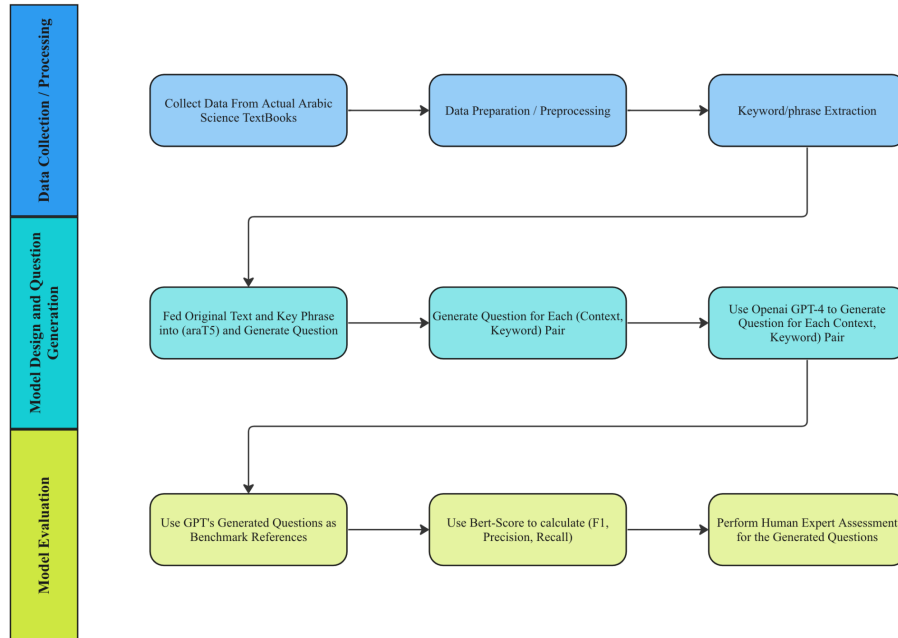 Data Collection / Processing
Collect Data From Actual Arabic
Science TextBooks
Data Preparation / Preprocessing
Keyword/phrase Extraction
Model Design and Question
Generation
Fed Original Text and Key Phrase
into (araT5) and Generate Question
Generate Question for Each (Context,
Keyword) Pair
Use Openai GPT-4 to Generate
Question for Each Context,
Keyword) Pair
Model Evaluation
Use GPT's Generated Questions as
Benchmark References
Use Bert-Score to calculate (F1,
Precision, Recall)
Perform Human Expert Assessment
for the Generated Questions